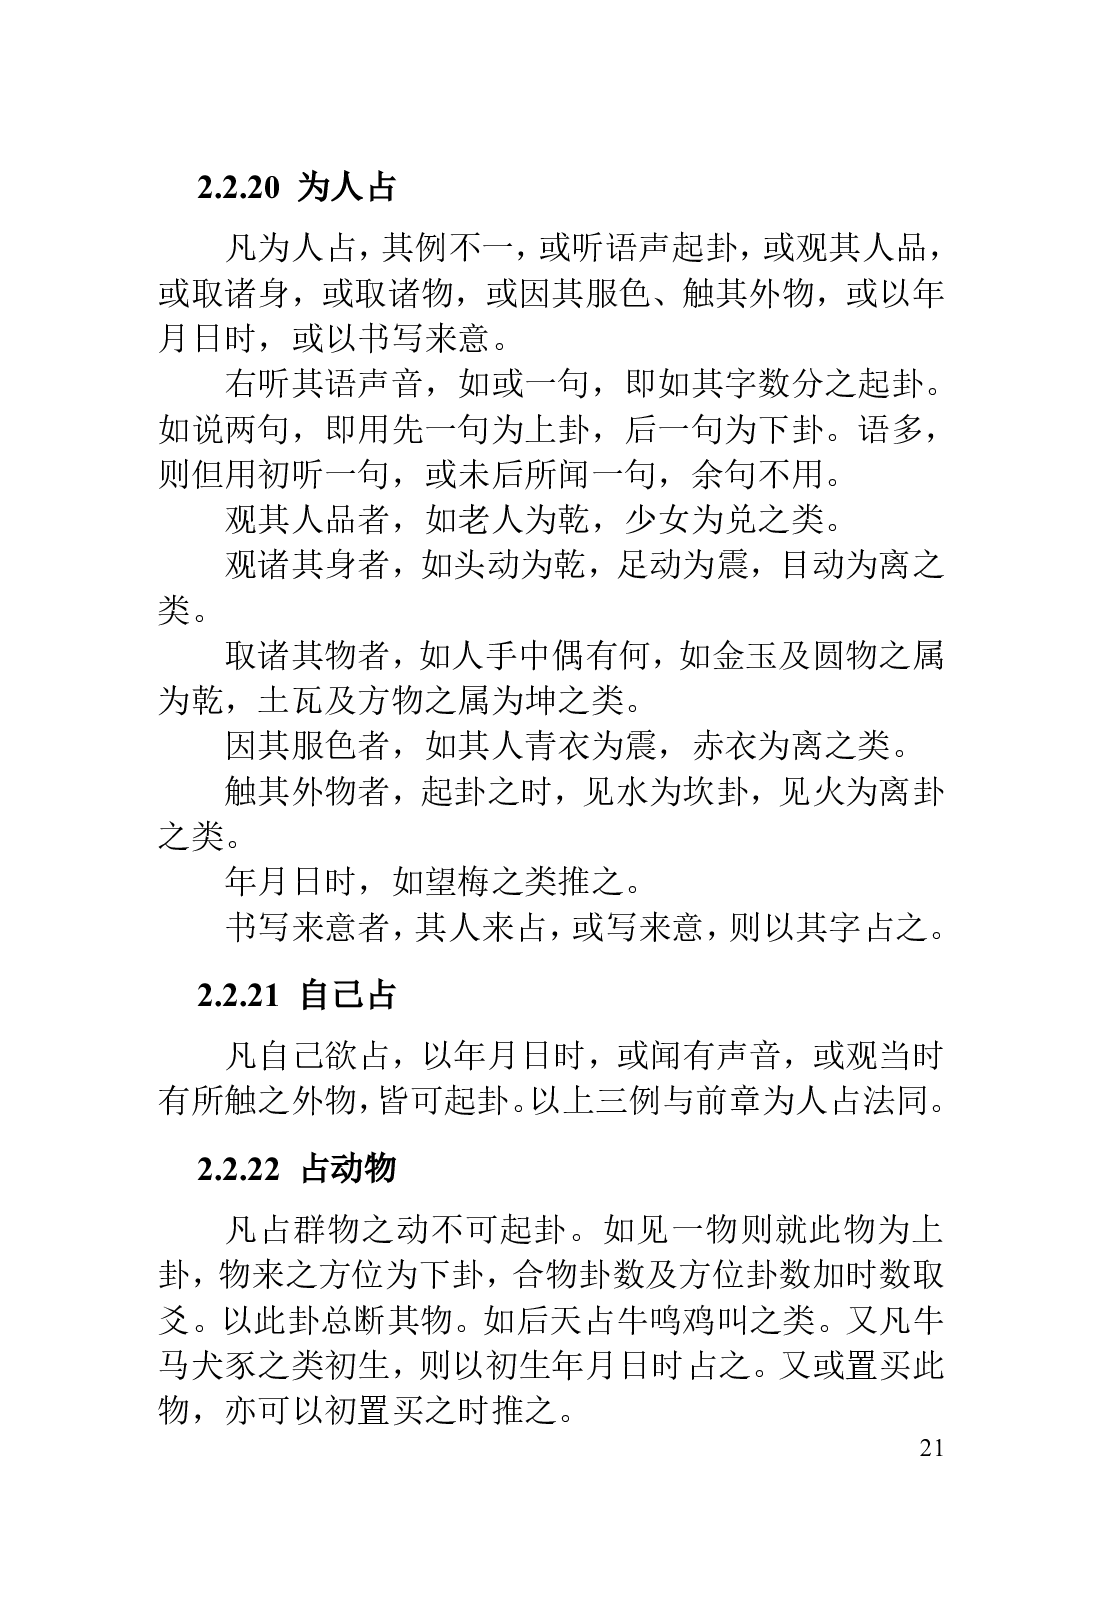 2.2.20 为人占
凡为人占，其例不一，或听语声起卦，或观其人品，
或取诸身，或取诸物，或因其服色、触其外物，或以年
月日时，或以书写来意。
右听其语声音，如或一句，即如其字数分之起卦。
如说两句，即用先一句为上卦，后一句为下卦。语多，
则但用初听一句，或未后所闻一句，余句不用。
观其人品者，如老人为乾，少女为兑之类。
观诸其身者，如头动为乾，足动为震，目动为离之
类。
取诸其物者，如人手中偶有何，如金玉及圆物之属
为乾，土瓦及方物之属为坤之类。
因其服色者，如其人青衣为震，赤衣为离之类。
触其外物者，起卦之时，见水为坎卦，见火为离卦
之类。
年月日时，如望梅之类推之。
书写来意者，其人来占，或写来意，则以其字占之。
2.2.21 自己占
凡自己欲占，以年月日时，或闻有声音，或观当时
有所触之外物，皆可起卦。以上三例与前章为人占法同。
2.2.22 占动物
凡占群物之动不可起卦。如见一物则就此物为上
卦，物来之方位为下卦，合物卦数及方位卦数加时数取
爻。以此卦总断其物。如后天占牛鸣鸡叫之类。又凡牛
马犬豕之类初生，则以初生年月日时占之。又或置买此
物，亦可以初置买之时推之。
21